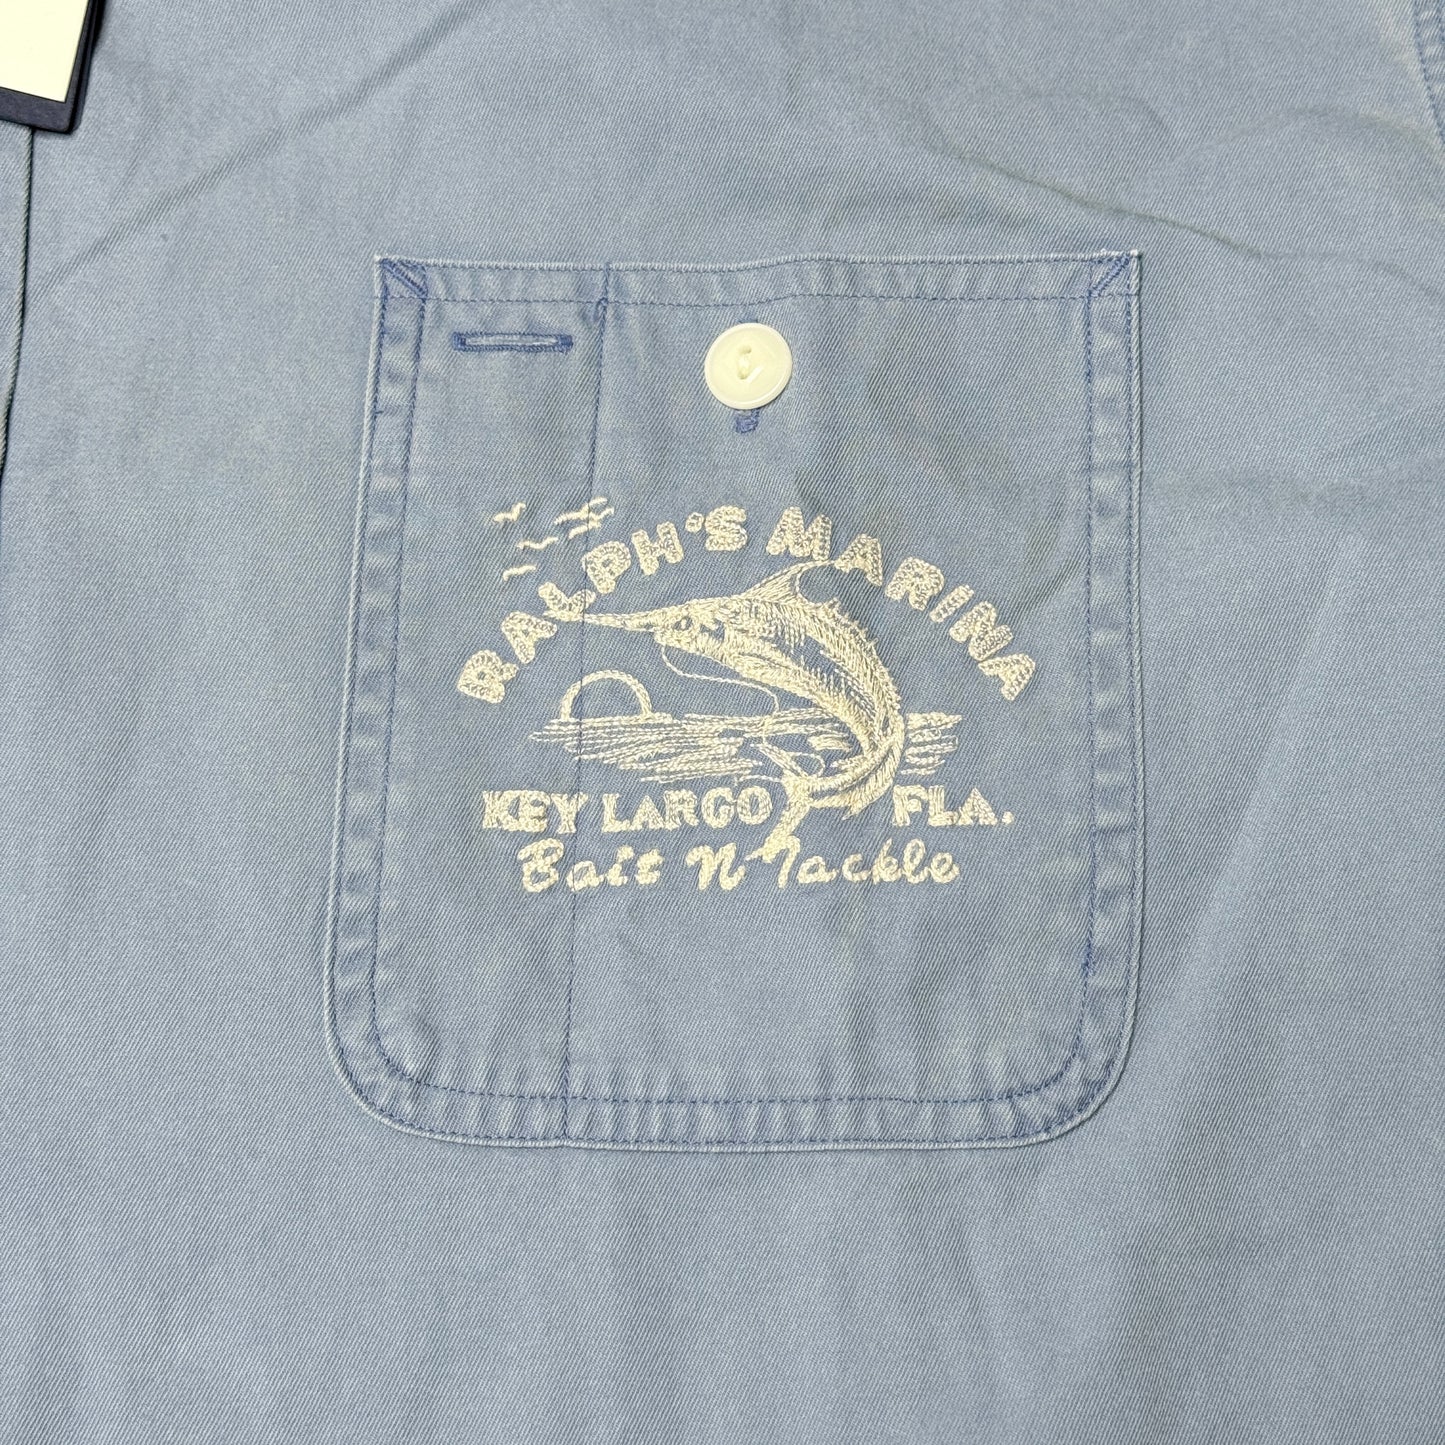 RALPH'S MARINA
KEY LARGO FLA.
Bait N' Tackle